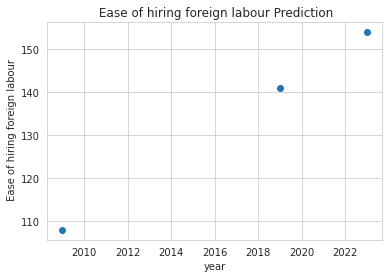 Ease of hiring foreign labour Prediction
Ease of hiring foreign labour
150
140
130
120
110
2010 2012 2014 2016 2018 2020 2022
year